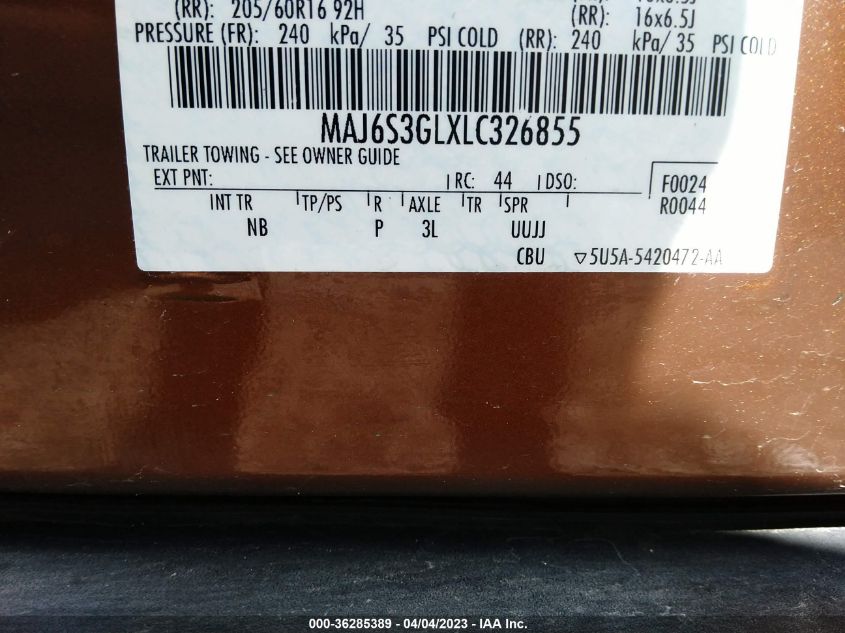 (RR): 205/60R16 92H (RR): 16x6.5J
PRESSURE (FR): 240 kPa/ 35 PSI COLD (RR): 240 kPa/ 35 PSI COLD
MAJ6S3GLXLC326855
TRAILER TOWING - SEE OWNER GUIDE
EXT PNT: RC: 44 DSO: F0024
R0044
INT TR TP/PS R AXLE TR SPR
NB P 3L UUJJ
CBU ▽5U5A-5420472-AA
000-36285389 - 04/04/2023 - IAA Inc.